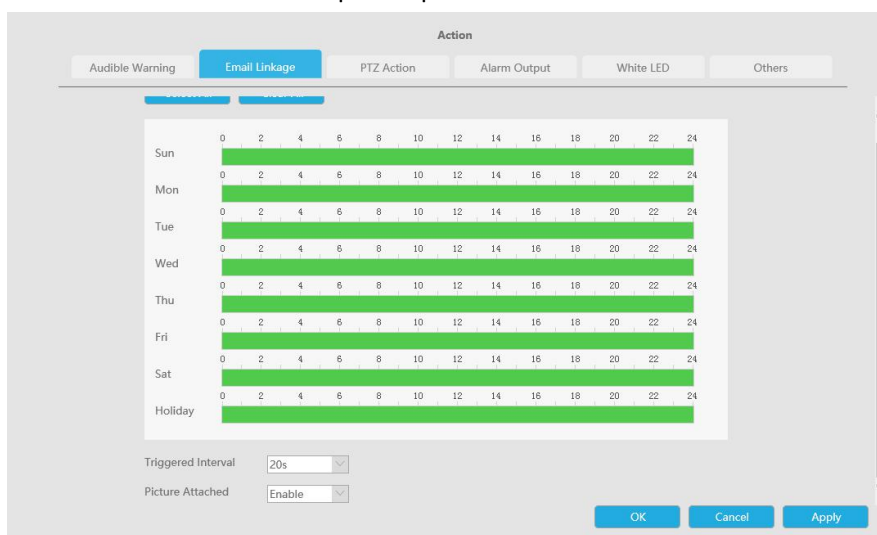 Action
Audible Warning Email Linkage PTZ Action Alarm Output White LED Others
0 2 4 6 8 10 12 14 16 18 20 22 24
Sun
0 2 4 6 8 10 12 14 16 18 20 22 24
Mon
0 2 4 6 8 10 12 14 16 18 20 22 24
Tue
0 2 4 6 8 10 12 14 16 18 20 22 24
Wed
0 2 4 6 8 10 12 14 16 18 20 22 24
Thu
0 2 4 6 8 10 12 14 16 18 20 22 24
Fri
0 2 4 6 8 10 12 14 16 18 20 22 24
Sat
0 2 4 6 8 10 12 14 16 18 20 22 24
Holiday
Triggered Interval 20s
Picture Attached Enable
OK Cancel Apply